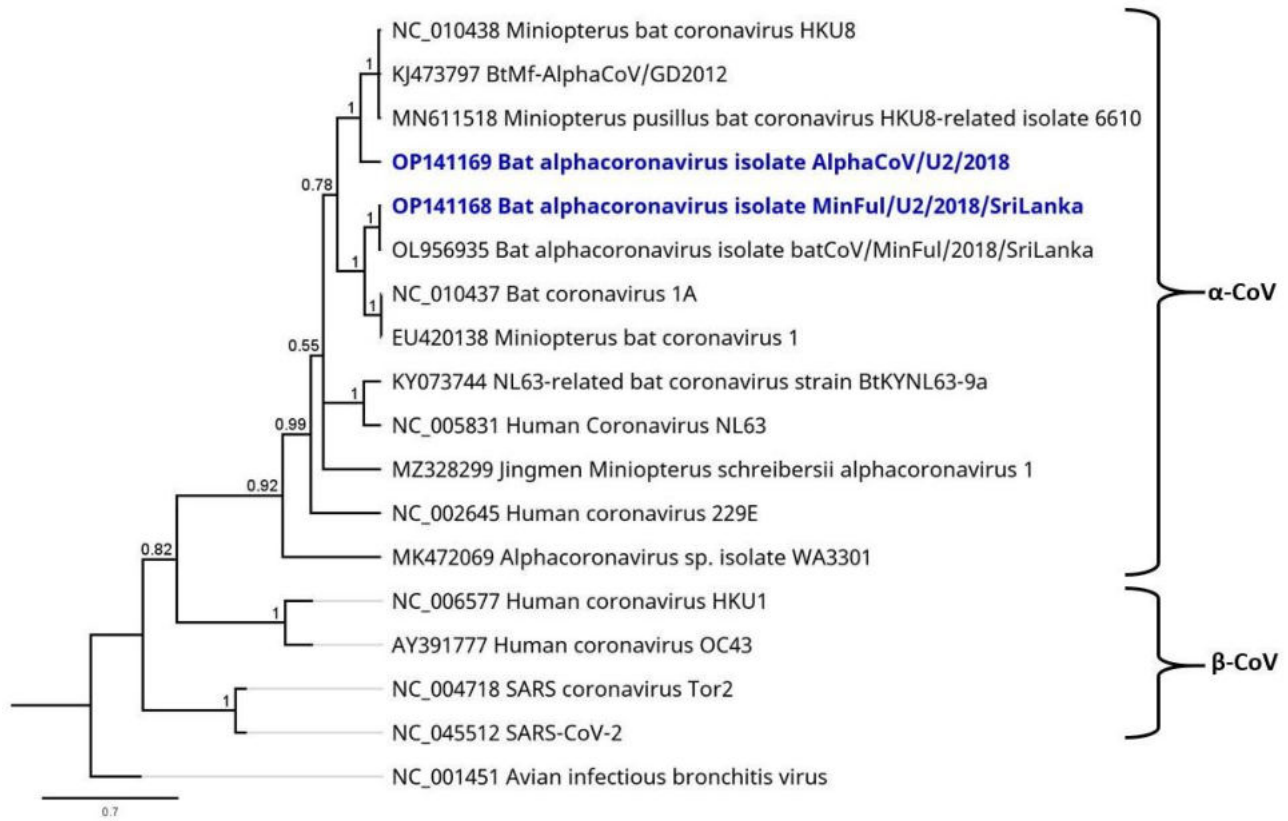 NC_010438 Miniopterus bat coronavirus HKU8
1
KJ473797 BtMf-AlphaCoV/GD2012
1
MN611518 Miniopterus pusillus bat coronavirus HKU8-related isolate 6610
OP141169 Bat alphacoronavirus isolate AlphaCoV/U2/2018
0.78
OP141168 Bat alphacoronavirus isolate MinFul/U2/2018/SriLanka
1
OL956935 Bat alphacoronavirus isolate batCoV/MinFul/2018/SriLanka
1
NC_010437 Bat coronavirus 1A
α-CoV
1
EU420138 Miniopterus bat coronavirus 1
0.55
KY073744 NL63-related bat coronavirus strain BtKYNL63-9a
1
NC_005831 Human Coronavirus NL63
0.99
MZ328299 Jingmen Miniopterus schreibersii alphacoronavirus 1
0.92
NC_002645 Human coronavirus 229E
0.82
MK472069 Alphacoronavirus sp. isolate WA3301
NC_006577 Human coronavirus HKU1
1
AY391777 Human coronavirus OC43
β-CoV
NC_004718 SARS coronavirus Tor2
1
NC_045512 SARS-CoV-2
NC_001451 Avian infectious bronchitis virus
0.7